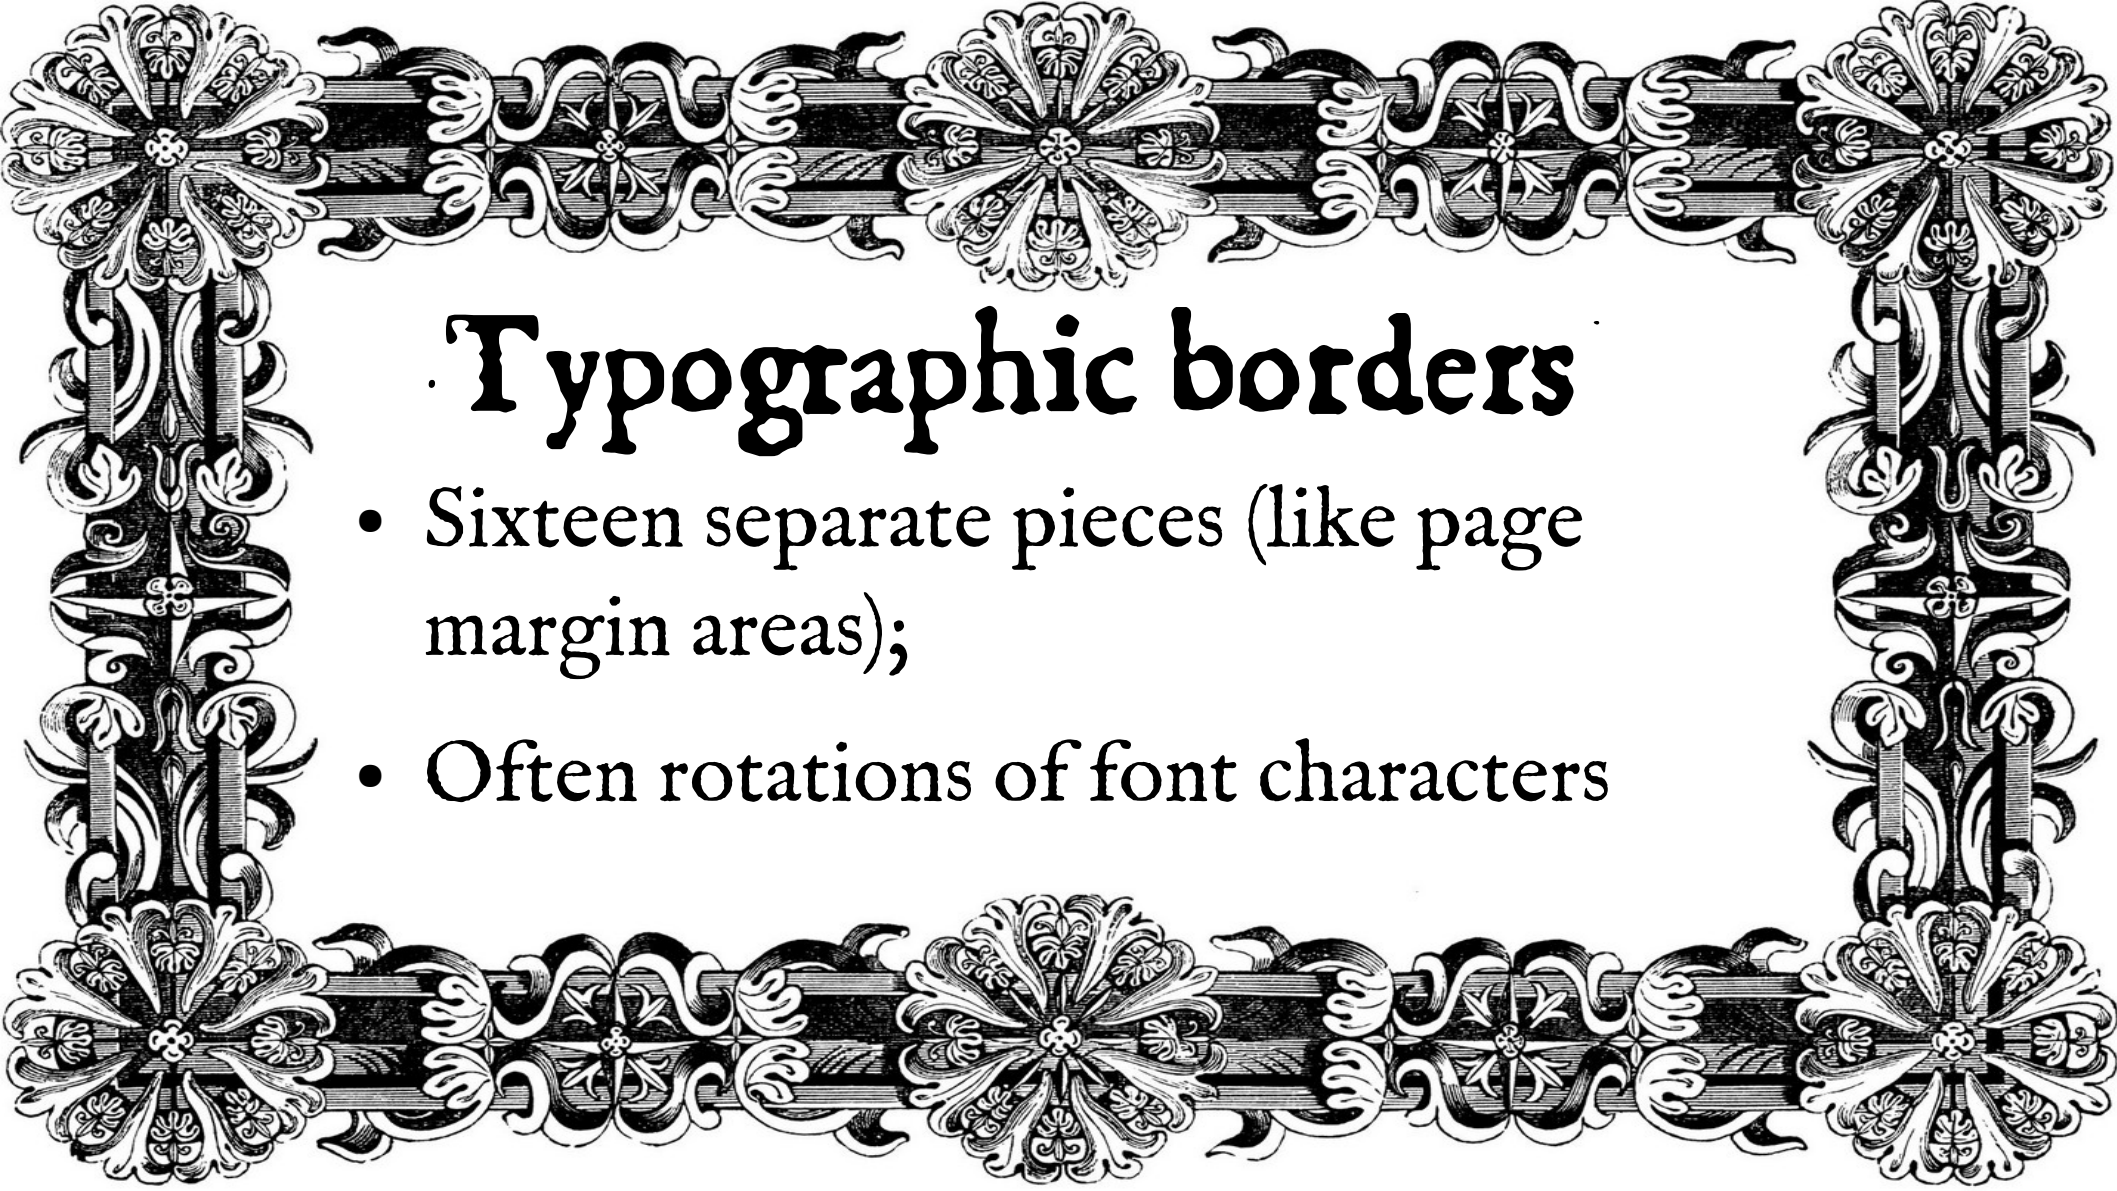 Typographic borders
• Sixteen separate pieces (like page
margin areas);
• Often rotations of font characters